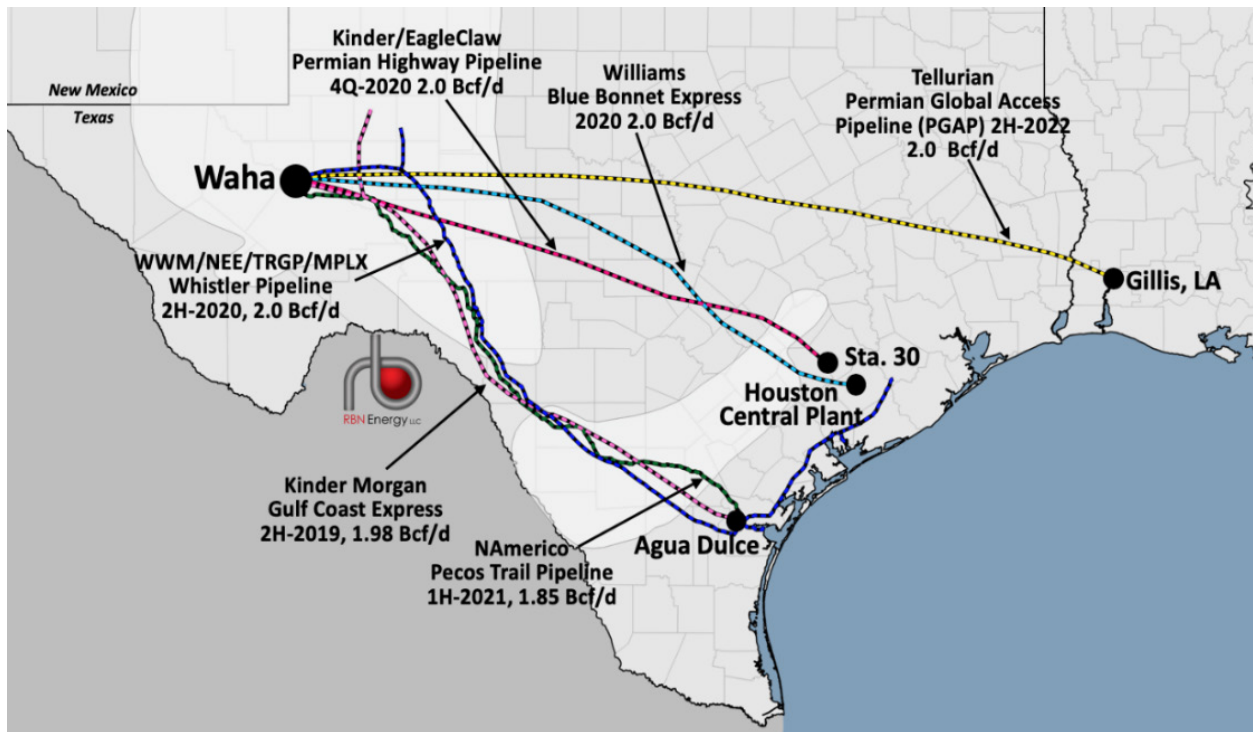 Kinder/EagleClaw
Permian Highway Pipeline
4Q-2020 2.0 Bcf/d
Williams
Blue Bonnet Express
2020 2.0 Bcf/d
Tellurian
Permian Global Access
Pipeline (PGAP) 2H-2022
2.0 Bcf/d
New Mexico
Texas
Waha
WWM/NEE/TRGP/MPLX
Whistler Pipeline
2H-2020, 2.0 Bcf/d
Gillis, LA
Sta. 30
Houston
Central Plant
RBN Energy LLC
Kinder Morgan
Gulf Coast Express
2H-2019, 1.98 Bcf/d
NAmerico
Pecos Trail Pipeline
1H-2021, 1.85 Bcf/d
Agua Dulce